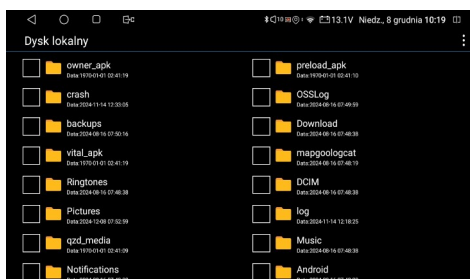 13.1V Niedz., 8 grudnia 10:19
Dysk lokalny
owner_apk
Data:1970-01-01 02:41:19
preload_apk
Data:1970-01-01 02:41:10
crash
Data:2024-11-14 12:33:05
OSSLog
Data:2024-08-16 07:49:59
backups
Data:2024-08-16 07:50:16
Download
Data:2024-08-16 07:48:38
vital_apk
Data:1970-01-01 02:41:19
mapgoologcat
Data:2024-08-16 07:48:19
Ringtones
Data:2024-08-16 07:48:38
DCIM
Data:2024-08-16 07:48:38
Pictures
Data:2024-12-08 07:52:59
log
Data:2024-11-14 12:18:25
qzd_media
Data:1970-01-01 02:41:09
Music
Data:2024-08-16 07:48:38
Notifications
Android